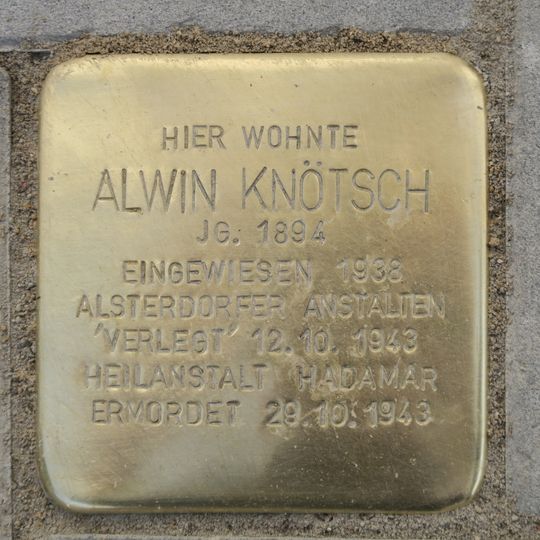 HIER WOHNTE
ALWIN KNÖTSCH
JG. 1894
EINGEWIESEN 1938
ALSTERDORFER ANSTALTEN
'VERLEGT' 12.10.1943
HEILANSTALT HADAMAR
ERMORDET 29.10.1943